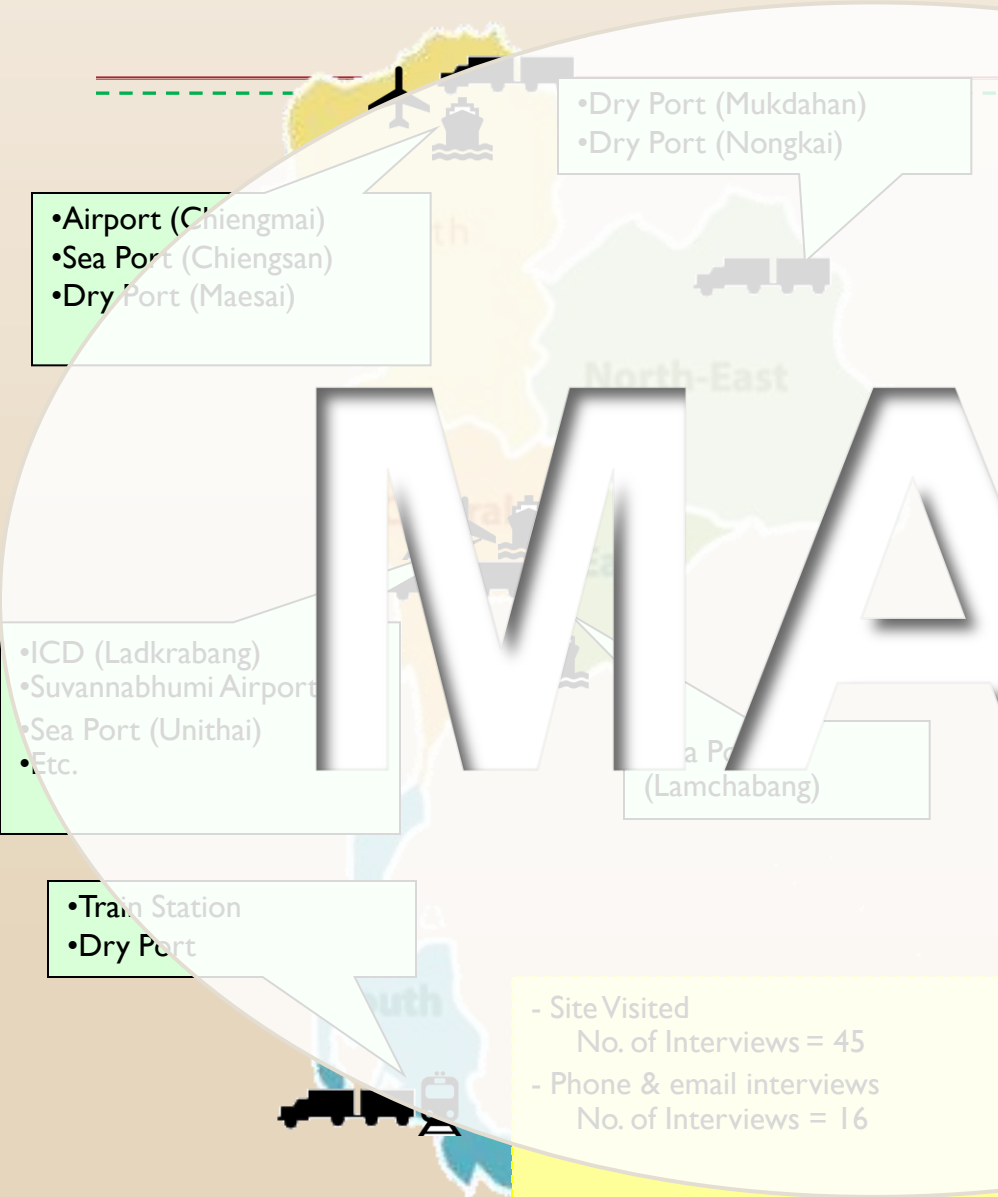 •Dry Port (Mukdahan)
•Dry Port (Nongkai)
•Airport (Chiengmai)
•Sea Port (Chiengsan)
•Dry Port (Maesai)
North-East
MA
•ICD (Ladkrabang)
•Suvannabhumi Airport
•Sea Port (Unithai)
•Etc.
(Lamchabang)
•Train Station
•Dry Port
- Site Visited
No. of Interviews = 45
- Phone & email interviews
No. of Interviews = 16